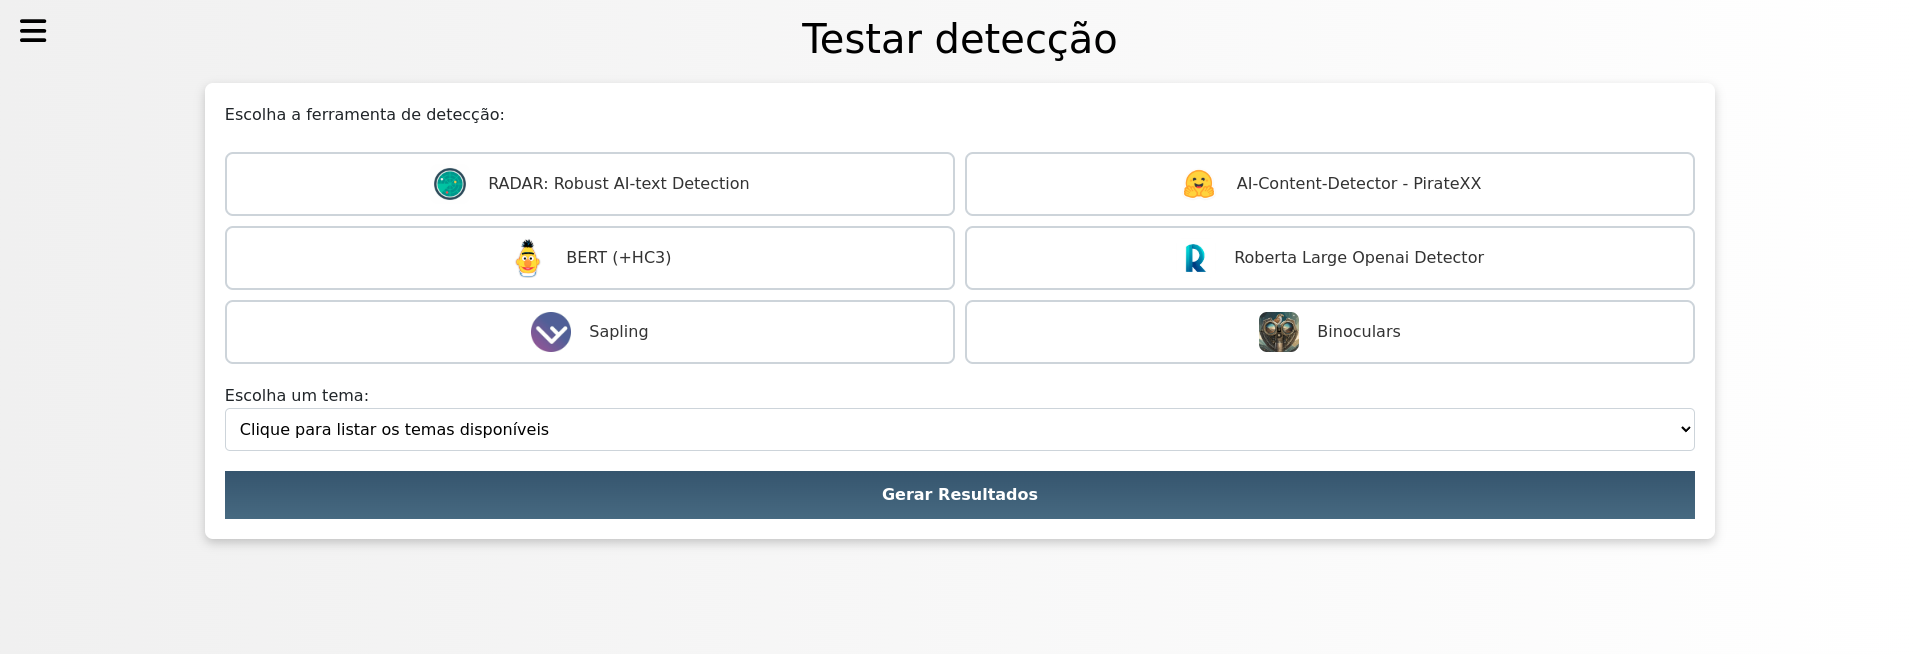 Testar detecção
Escolha a ferramenta de detecção:
RADAR: Robust AI-text Detection
AI-Content-Detector - PirateXX
BERT (+HC3)
Roberta Large Openai Detector
Sapling
Binoculars
Escolha um tema:
Clique para listar os temas disponíveis
Gerar Resultados